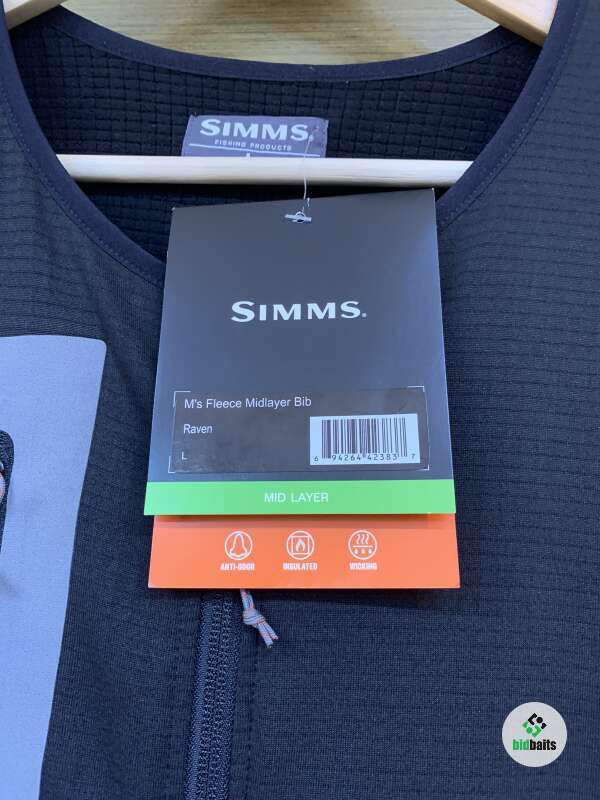 SIMMS.
FISHING PRODUCTS
SIMMS.
M's Fleece Midlayer Bib
Raven
L
6 94264 42383 7
MID LAYER
ANTI-ODOR INSULATED WICKING
bidbaits